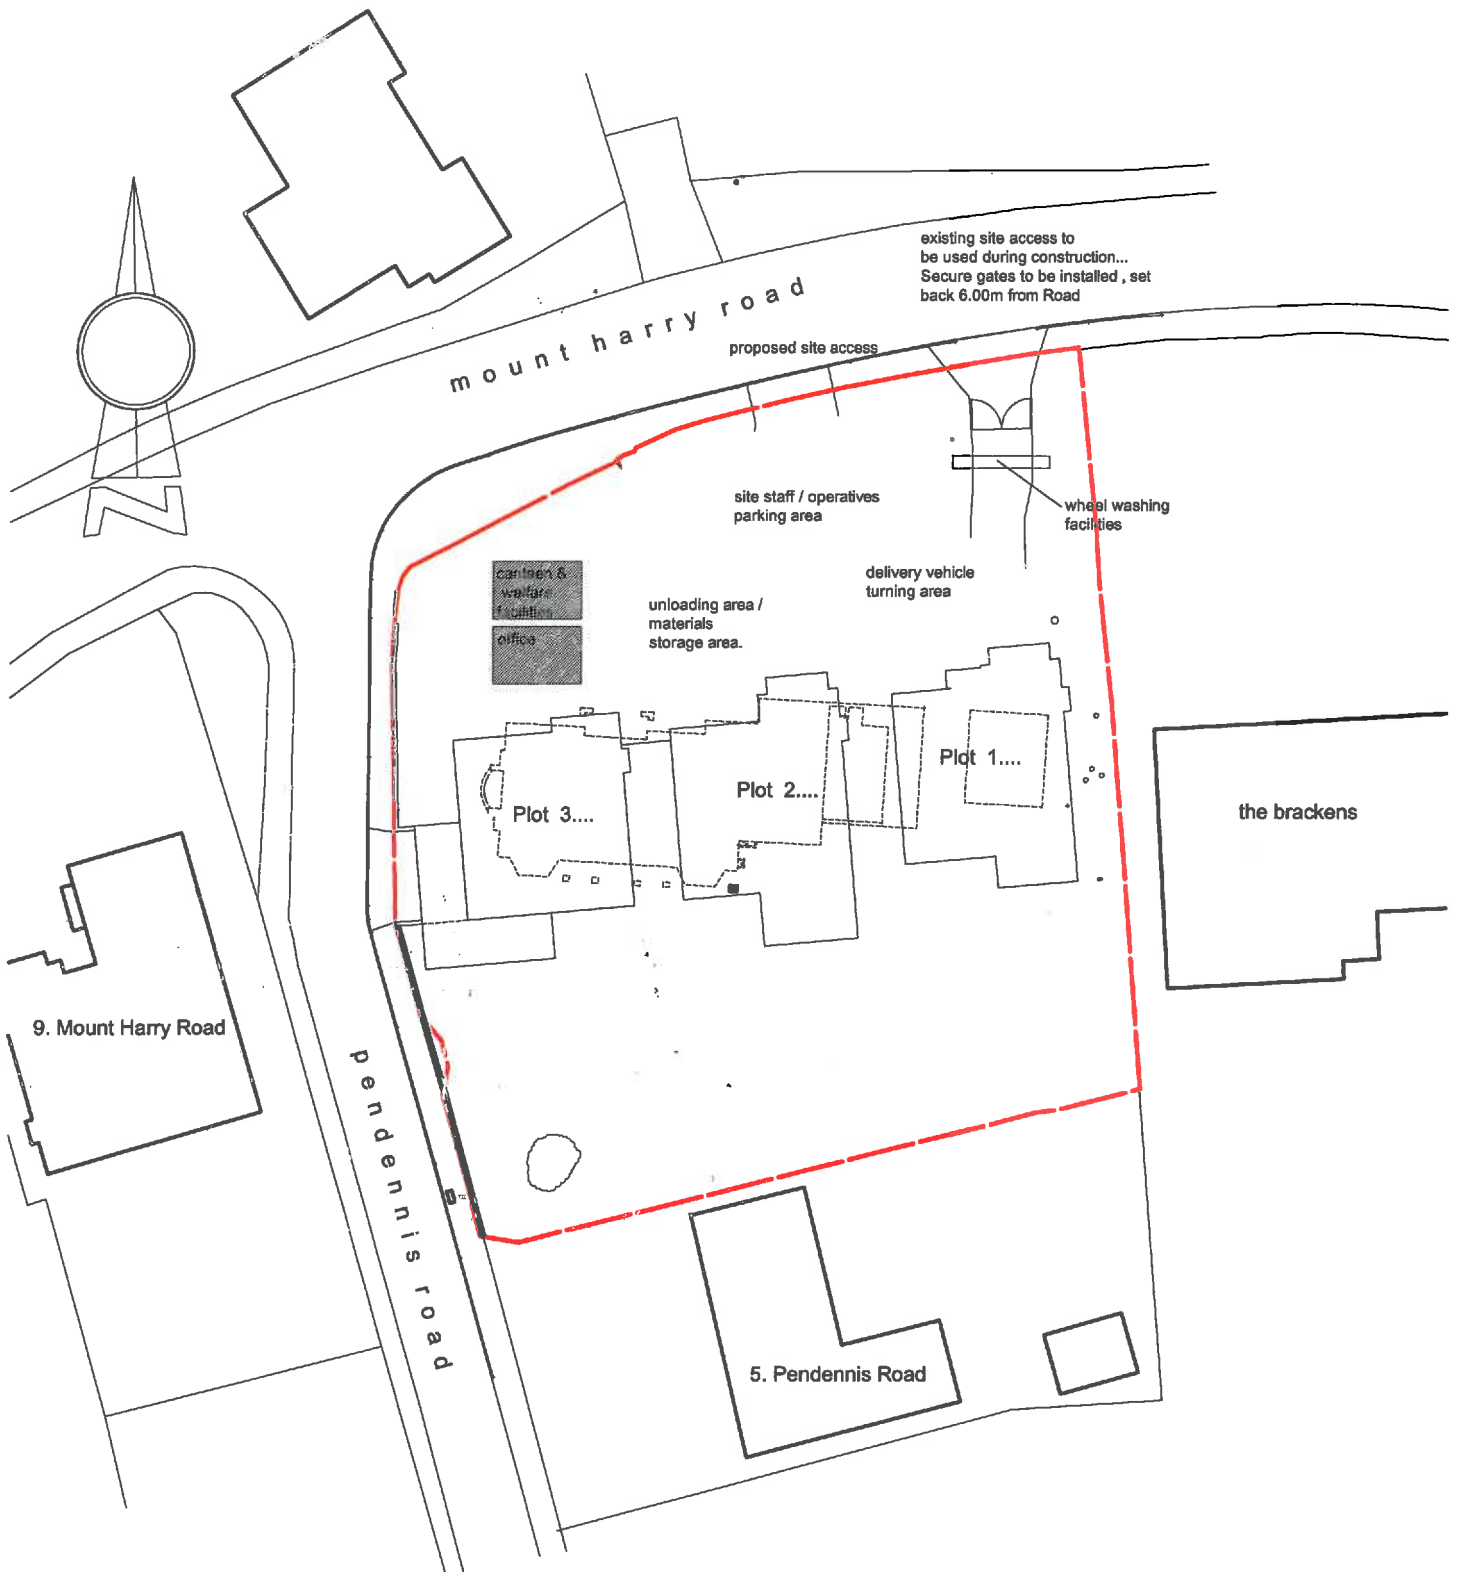 existing site access to
be used during construction...
Secure gates to be installed , set
back 6.00m from Road
mount harry road
proposed site access
site staff / operatives
parking area
wheel washing
facilities
canteen &
welfare
facilities
office
delivery vehicle
turning area
unloading area /
materials
storage area.
Plot 1....
Plot 2....
Plot 3....
the brackens
9. Mount Harry Road
pendennis road
5. Pendennis Road
N